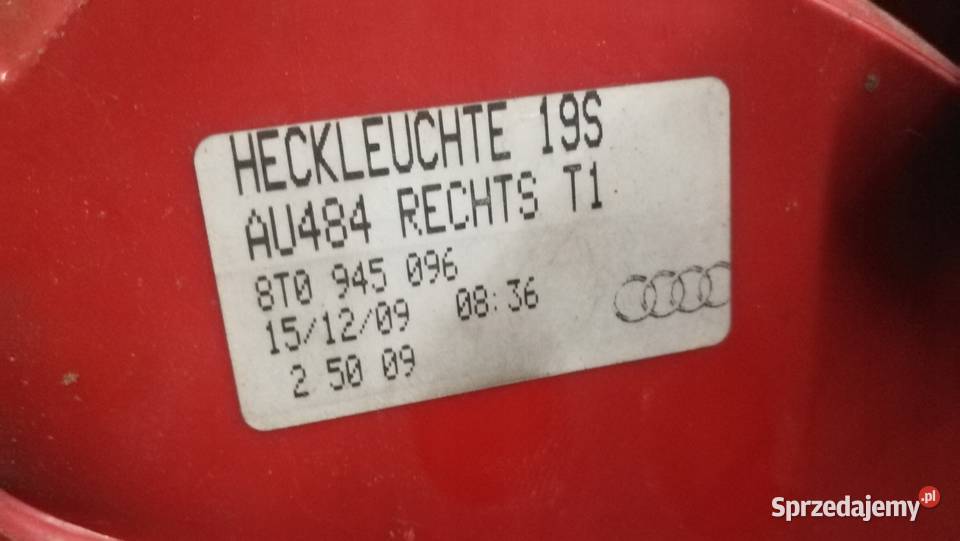 HECKLEUCHTE 19S
AU484 RECHTS T1
8T0 945 096
15/12/09 08:36
2 50 09
Sprzedajemy.pl